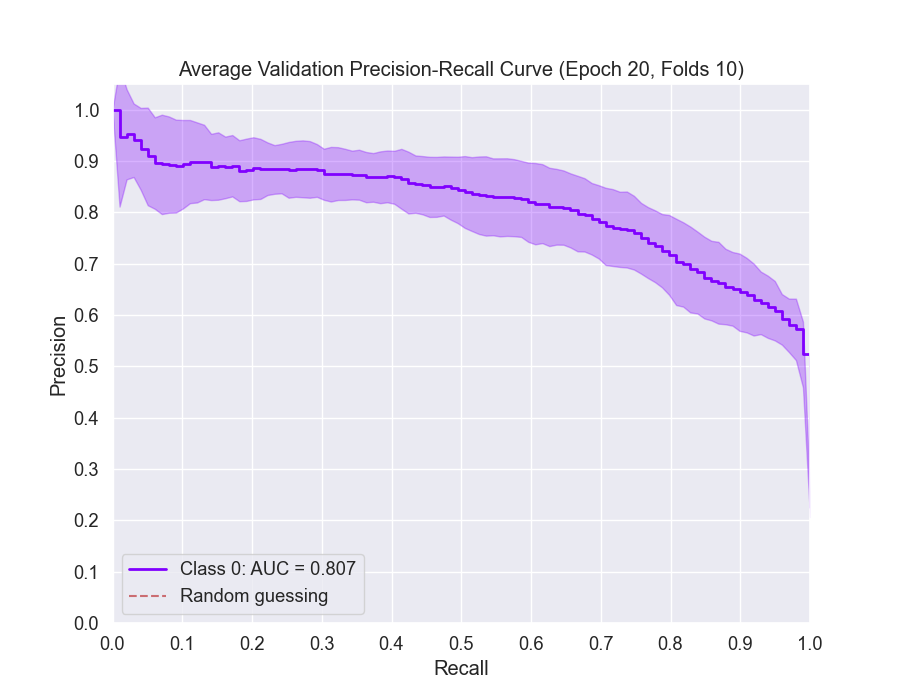 Average Validation Precision-Recall Curve (Epoch 20, Folds 10)
1.0
0.9
0.8
0.7
0.6
0.5
0.4
0.3
0.2
0.1
0.0
Precision
Class 0: AUC = 0.807
Random guessing
0.0 0.1 0.2 0.3 0.4 0.5 0.6 0.7 0.8 0.9 1.0
Recall